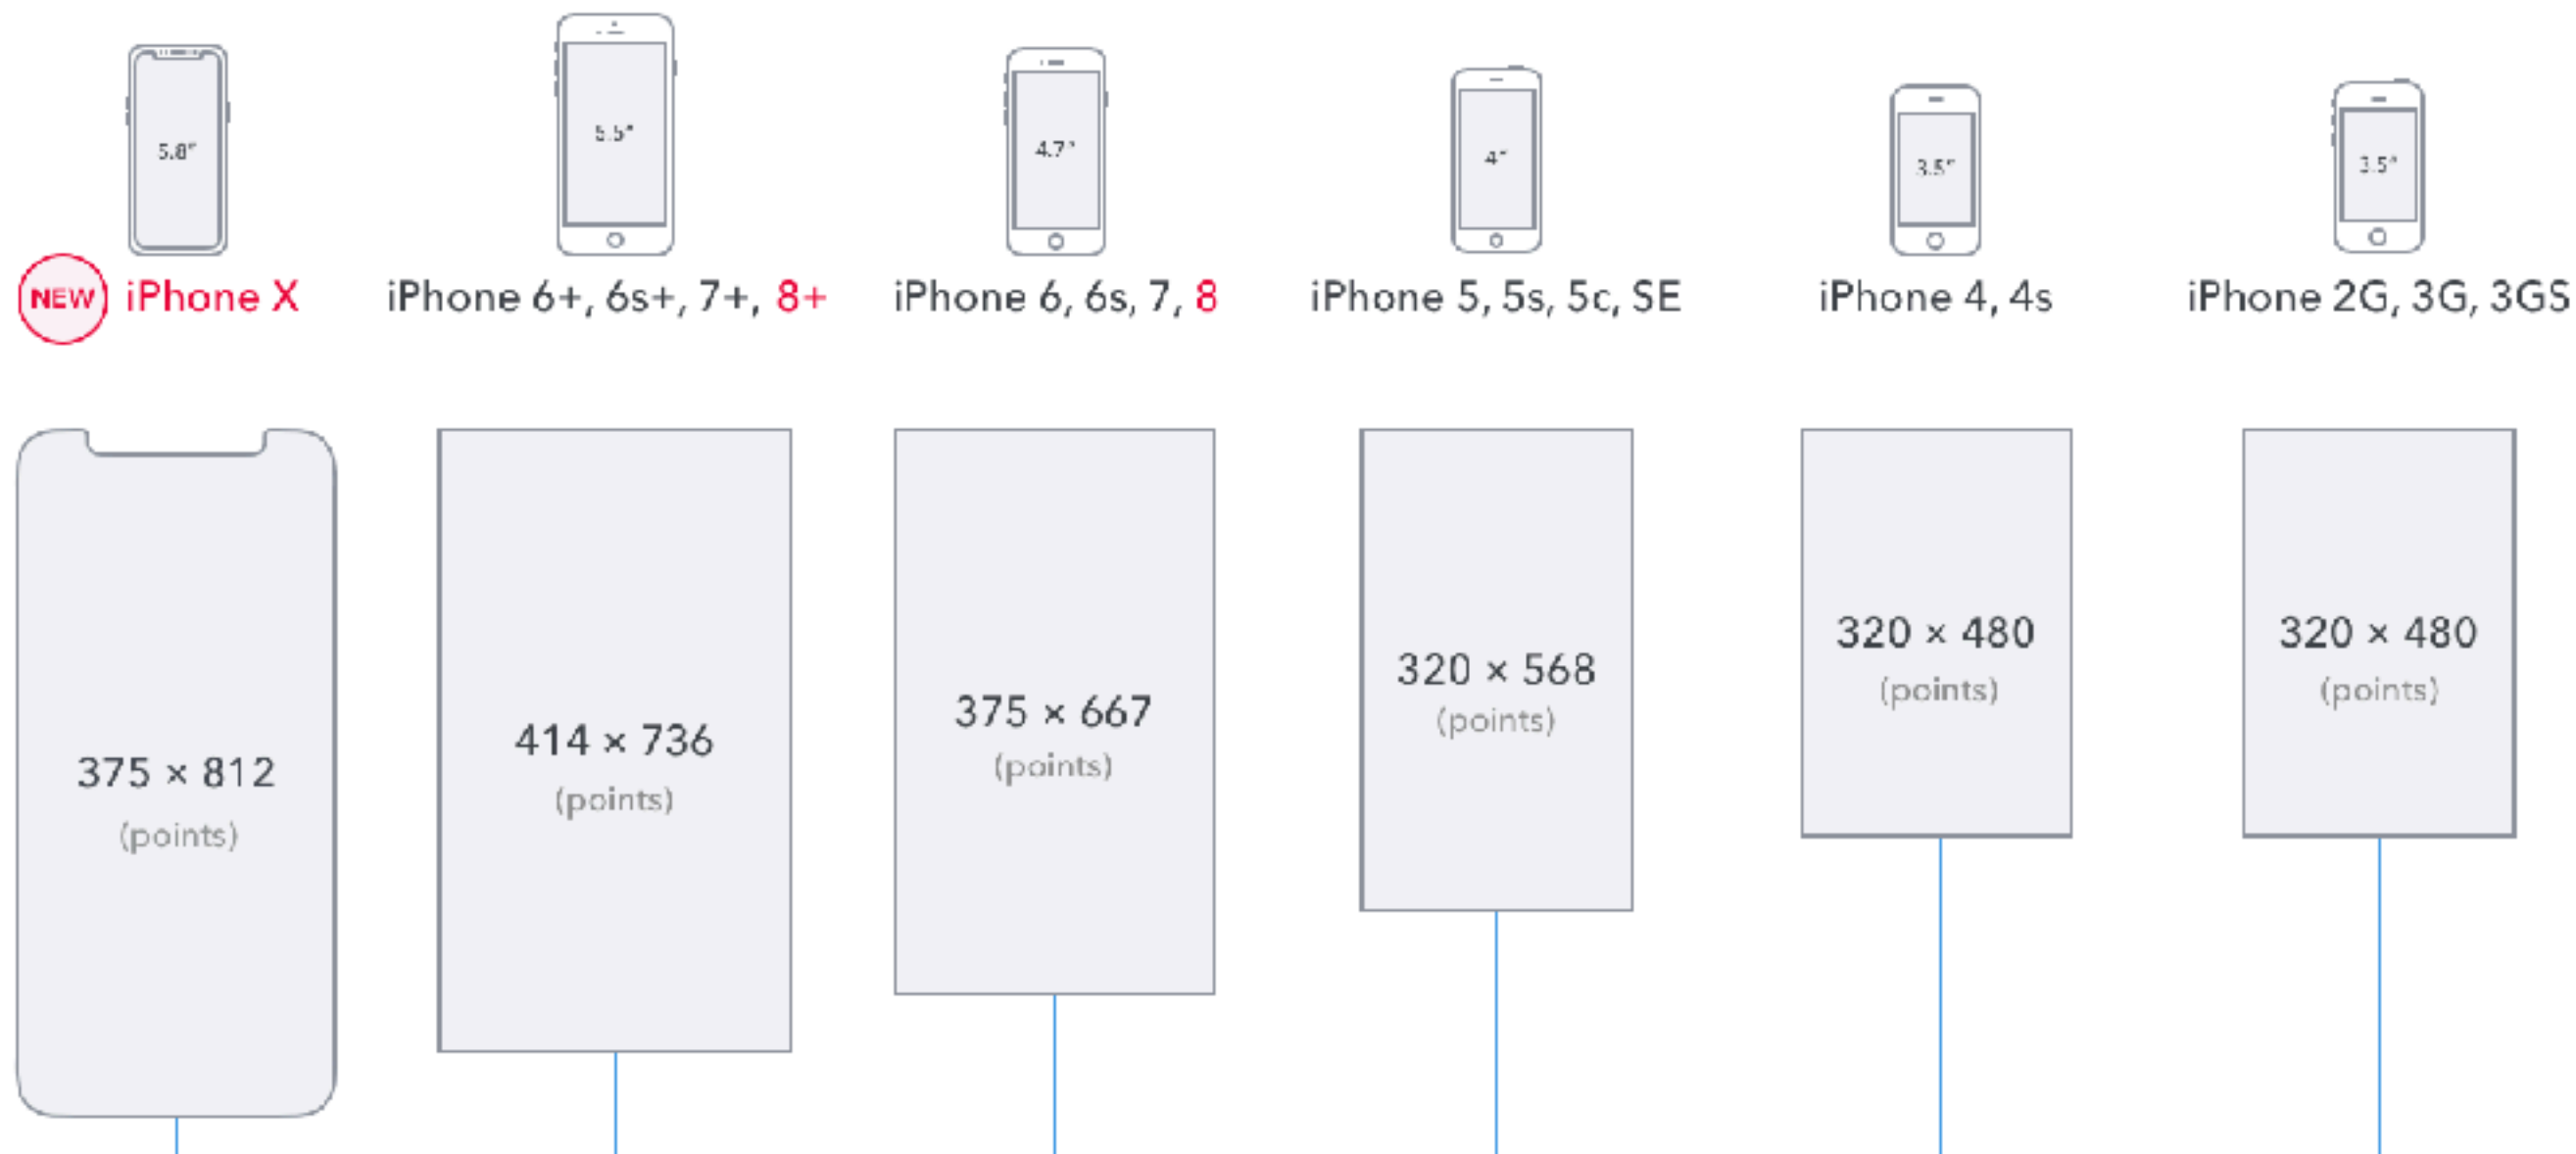 5.8"
5.5"
4.7"
4"
3.5"
3.5"
NEW iPhone X
iPhone 6+, 6s+, 7+, 8+
iPhone 6, 6s, 7, 8
iPhone 5, 5s, 5c, SE
iPhone 4, 4s
iPhone 2G, 3G, 3GS
375 × 812
(points)
414 × 736
(points)
375 × 667
(points)
320 × 568
(points)
320 × 480
(points)
320 × 480
(points)